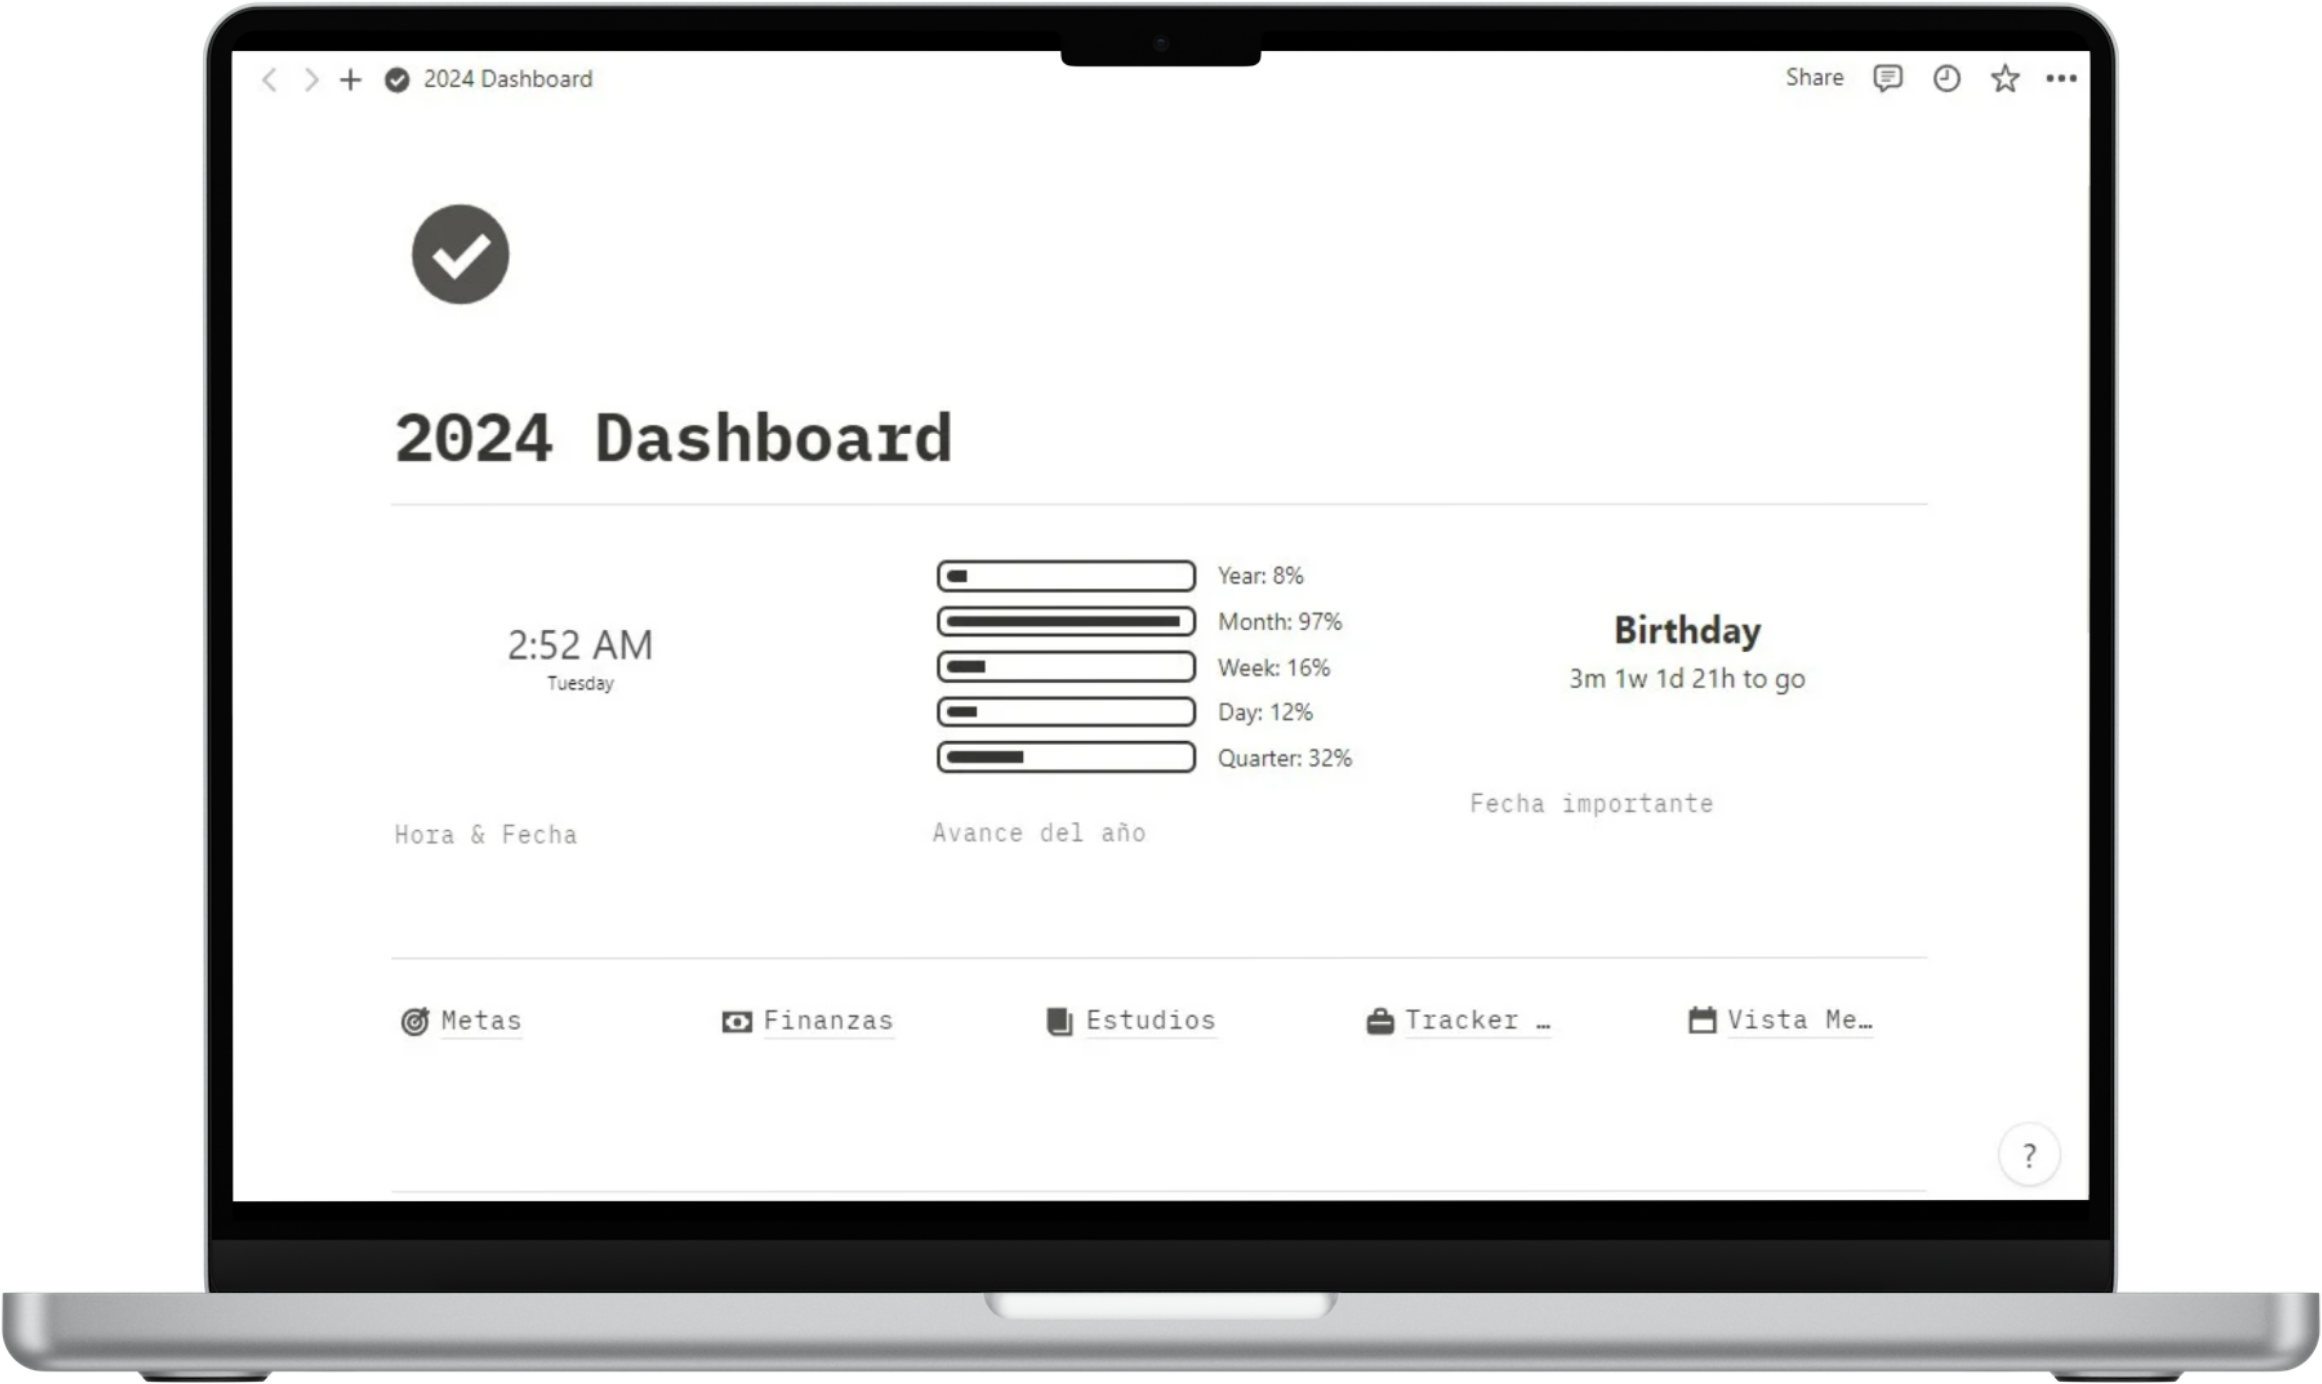 2024 Dashboard
Share
2024 Dashboard
2:52 AM
Tuesday
Hora & Fecha
Year: 8%
Month: 97%
Week: 16%
Day: 12%
Quarter: 32%
Avance del año
Birthday
3m 1w 1d 21h to go
Fecha importante
Metas
Finanzas
Estudios
Tracker …
Vista Me…
?